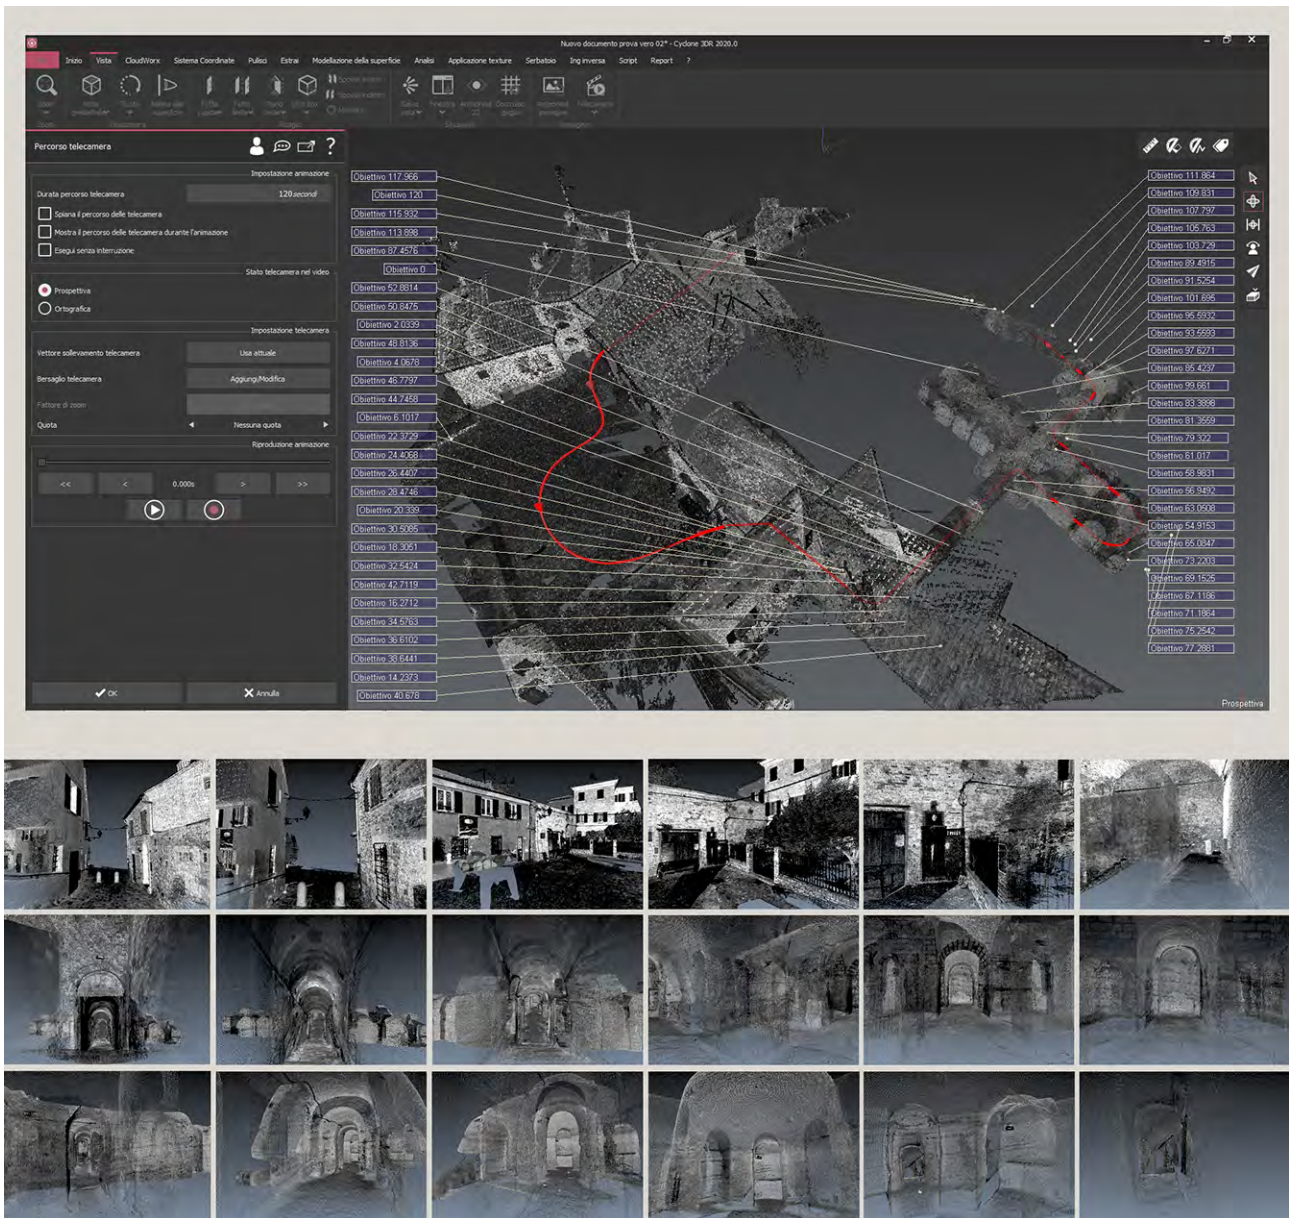 Nuovo documento prova vero 02* - Cyclone 3DR 2020.0
Inizio Vista CloudWorx Sistema Coordinate Pulisci Estrai Modellazione della superficie Analisi Applicazione texture Serbatoio Ing inversa Script Report ?
Percorso telecamera
Impostazione animazione
Durata percorso telecamera 120 secondi
Spiana il percorso delle telecamera
Mostra il percorso delle telecamera durante l'animazione
Esegui senza interruzione
Stato telecamera nel video
Prospettiva
Ortografica
Impostazione telecamera
Vettore sollevamento telecamera Usa attuale
Bersaglio telecamera Aggiungi/Modifica
Fattore di zoom
Quota Nessuna quota
Riproduzione animazione
<< < 0.000s > >>
OK Annulla
Obiettivo 117.966
Obiettivo 120
Obiettivo 115.932
Obiettivo 113.898
Obiettivo 87.4576
Obiettivo 0
Obiettivo 52.8814
Obiettivo 50.8475
Obiettivo 2.0339
Obiettivo 48.8136
Obiettivo 4.0678
Obiettivo 46.7797
Obiettivo 44.7458
Obiettivo 6.1017
Obiettivo 22.3729
Obiettivo 24.4068
Obiettivo 26.4407
Obiettivo 28.4746
Obiettivo 20.339
Obiettivo 30.5085
Obiettivo 18.3051
Obiettivo 32.5424
Obiettivo 42.7119
Obiettivo 16.2712
Obiettivo 34.5763
Obiettivo 36.6102
Obiettivo 38.6441
Obiettivo 14.2373
Obiettivo 40.678
Obiettivo 111.864
Obiettivo 109.831
Obiettivo 107.797
Obiettivo 105.763
Obiettivo 103.729
Obiettivo 89.4915
Obiettivo 91.5254
Obiettivo 101.695
Obiettivo 95.5932
Obiettivo 93.5593
Obiettivo 97.6271
Obiettivo 85.4237
Obiettivo 99.661
Obiettivo 83.3898
Obiettivo 81.3559
Obiettivo 79.322
Obiettivo 61.017
Obiettivo 58.9831
Obiettivo 56.9492
Obiettivo 63.0508
Obiettivo 54.9153
Obiettivo 65.0847
Obiettivo 73.2203
Obiettivo 69.1525
Obiettivo 67.1186
Obiettivo 71.1864
Obiettivo 75.2542
Obiettivo 77.2881
Prospettiva